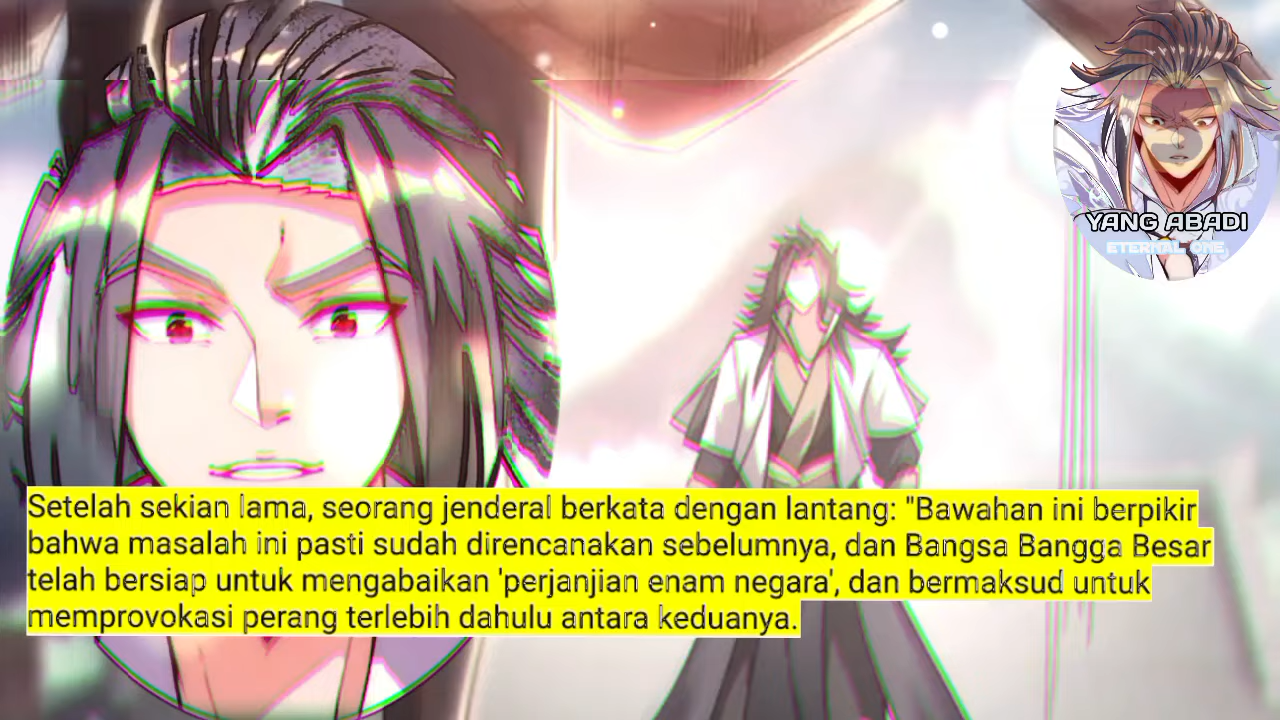 YANG ABADI
ETERNAL ONE
Setelah sekian lama, seorang jenderal berkata dengan lantang: "Bawahan ini berpikir
bahwa masalah ini pasti sudah direncanakan sebelumnya, dan Bangsa Bangga Besar
telah bersiap untuk mengabaikan 'perjanjian enam negara', dan bermaksud untuk
memprovokasi perang terlebih dahulu antara keduanya.